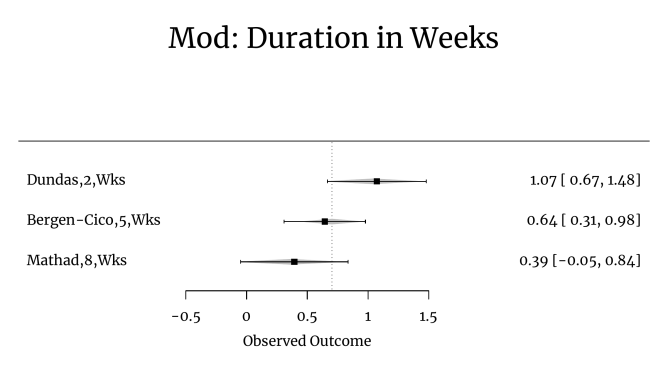 Mod: Duration in Weeks
Dundas,2,Wks 1.07 [ 0.67, 1.48]
Bergen-Cico,5,Wks 0.64 [ 0.31, 0.98]
Mathad,8,Wks 0.39 [-0.05, 0.84]
-0.5 0 0.5 1 1.5
Observed Outcome